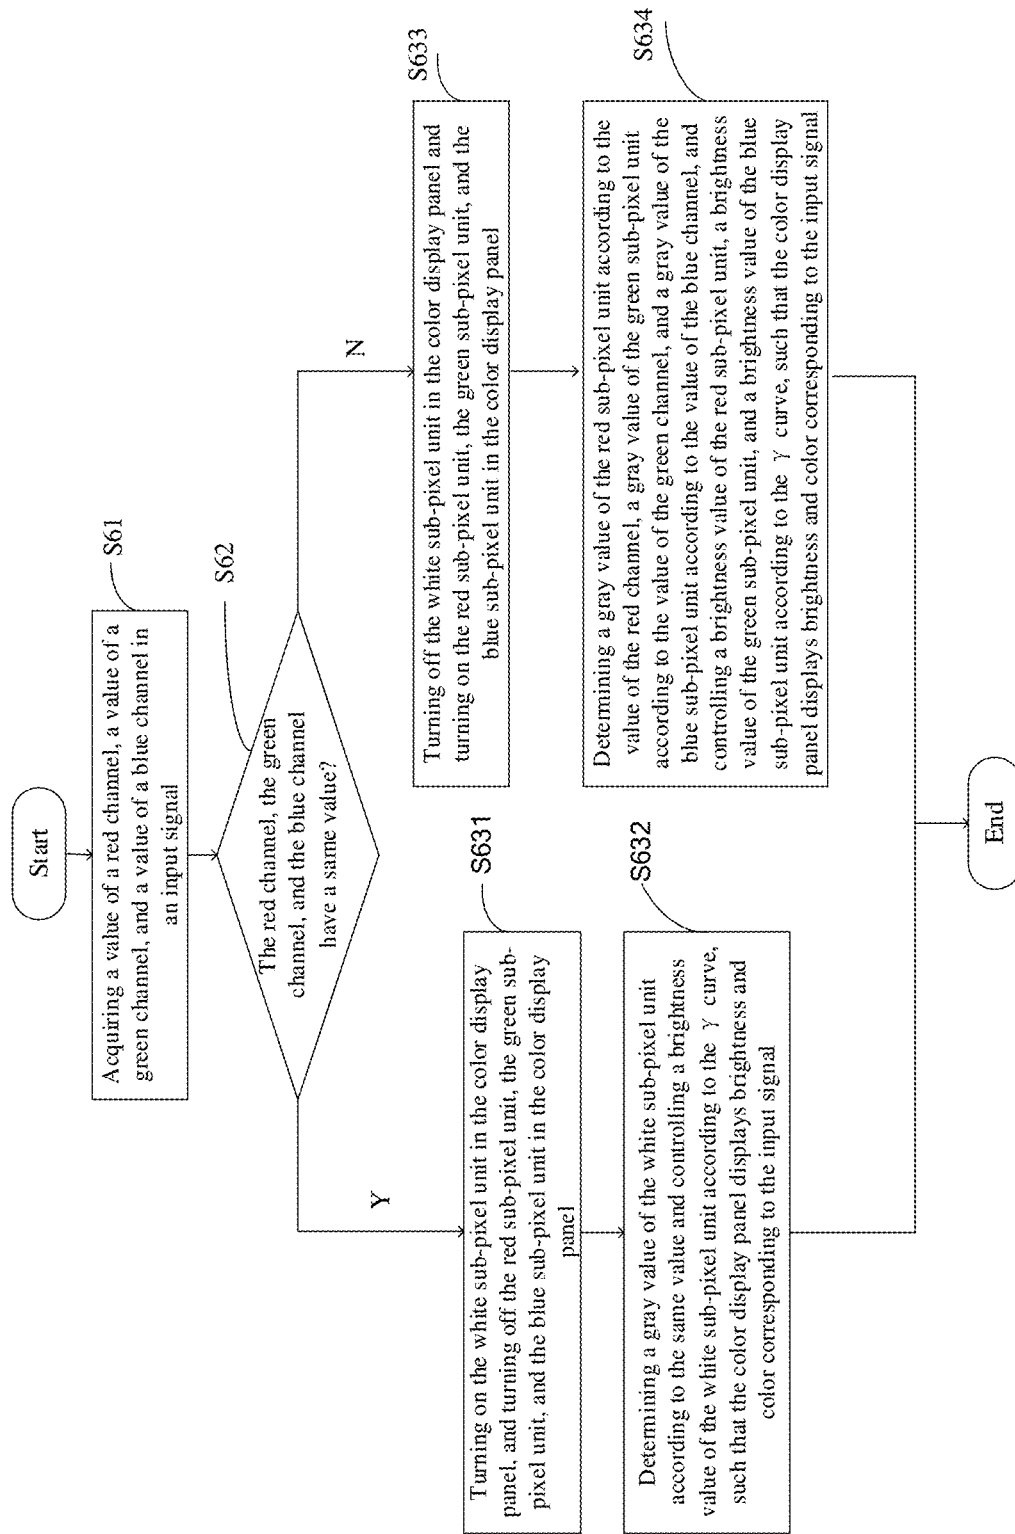 Start
Acquiring a value of a red channel, a value of a
green channel, and a value of a blue channel in
an input signal
S61
The red channel, the green
channel, and the blue channel
have a same value?
S62
Y
N
Turning on the white sub-pixel unit in the color display
panel, and turning off the red sub-pixel unit, the green sub-
pixel unit, and the blue sub-pixel unit in the color display
panel
S631
Determining a gray value of the white sub-pixel unit
according to the same value and controlling a brightness
value of the white sub-pixel unit according to the γ curve,
such that the color display panel displays brightness and
color corresponding to the input signal
S632
Turning off the white sub-pixel unit in the color display panel and
turning on the red sub-pixel unit, the green sub-pixel unit, and the
blue sub-pixel unit in the color display panel
S633
Determining a gray value of the red sub-pixel unit according to the
value of the red channel, a gray value of the green sub-pixel unit
according to the value of the green channel, and a gray value of the
blue sub-pixel unit according to the value of the blue channel, and
controlling a brightness value of the red sub-pixel unit, a brightness
value of the green sub-pixel unit, and a brightness value of the blue
sub-pixel unit according to the γ curve, such that the color display
panel displays brightness and color corresponding to the input signal
S634
End